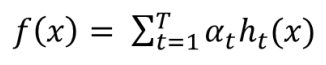 f(x) = ∑_{t=1}^{T} α_t h_t(x)